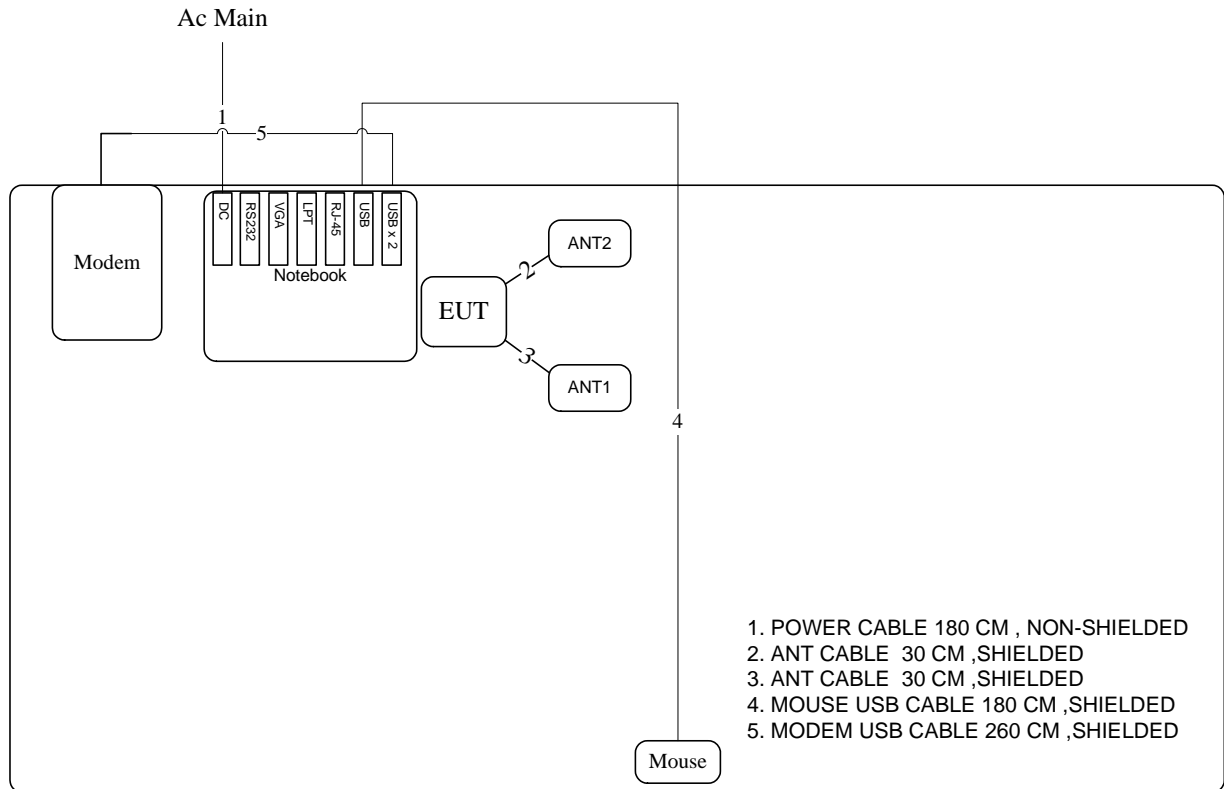 Ac Main
1
5
DC
RS232
VGA
LPT
RJ-45
USB
USB x 2
Modem
Notebook
ANT2
2
EUT
3
ANT1
4
1. POWER CABLE 180 CM , NON-SHIELDED
2. ANT CABLE  30 CM ,SHIELDED
3. ANT CABLE  30 CM ,SHIELDED
4. MOUSE USB CABLE 180 CM ,SHIELDED
5. MODEM USB CABLE 260 CM ,SHIELDED
Mouse